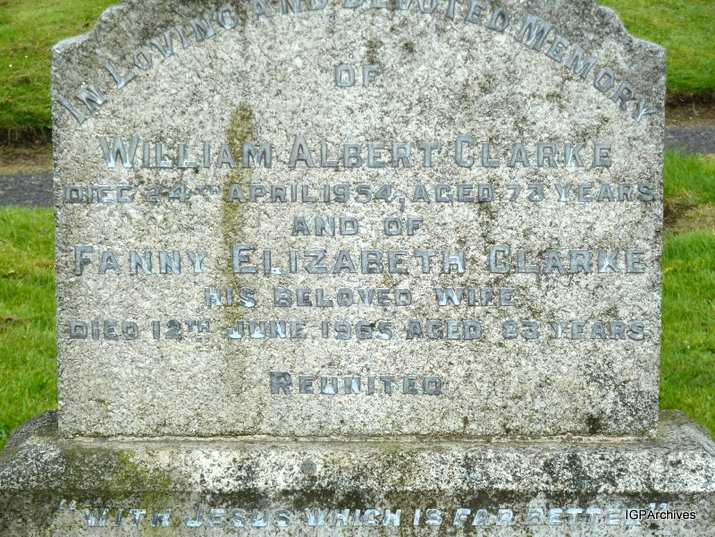 In Loving and Devoted Memory
of
William Albert Clarke
Died 24th April 1954, aged 73 years
and of
Fanny Elizabeth Clarke
his beloved wife
Died 12th June 1965 aged 83 years
Reunited
"With Jesus which is far better"
IGPArchives